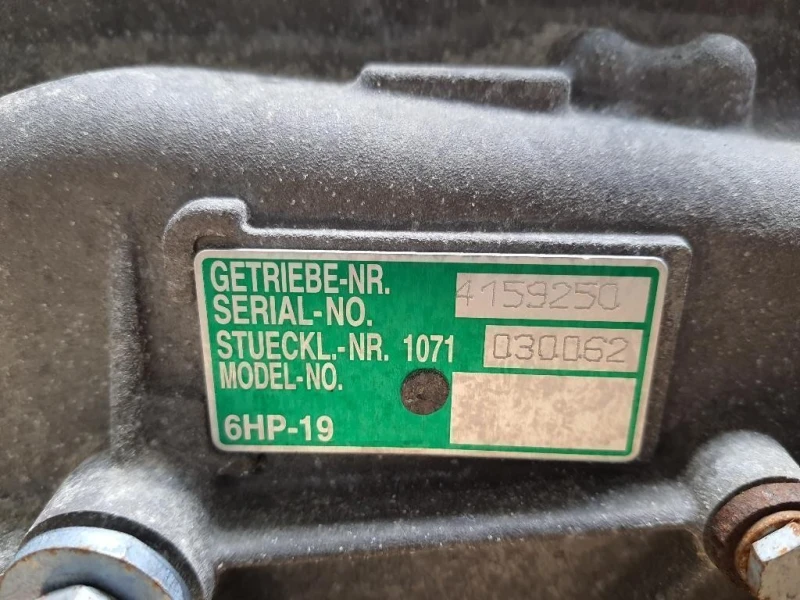 GETRIEBE-NR. 4159250
SERIAL-NO.
STUECKL.-NR. 1071 030062
MODEL-NO.
6HP-19